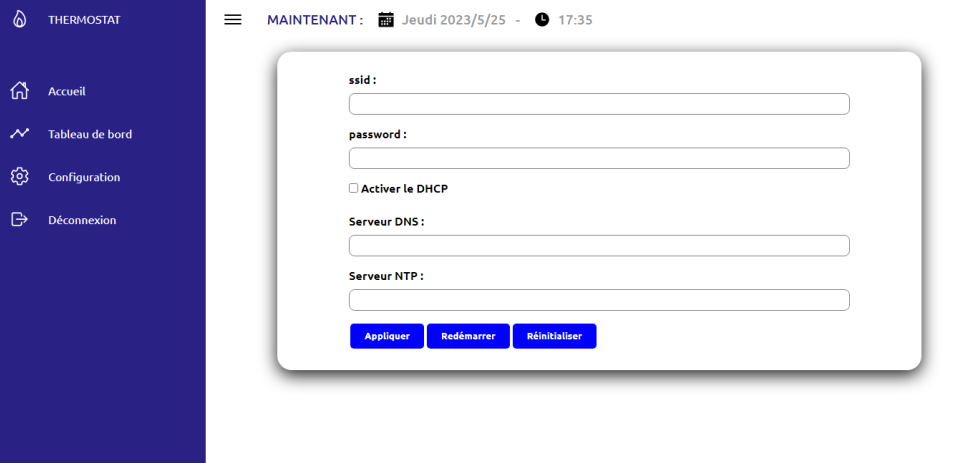 THERMOSTAT
MAINTENANT : Jeudi 2023/5/25 - 17:35
Accueil
Tableau de bord
Configuration
Déconnexion
ssid :
password :
Activer le DHCP
Serveur DNS :
Serveur NTP :
Appliquer Redémarrer Réinitialiser